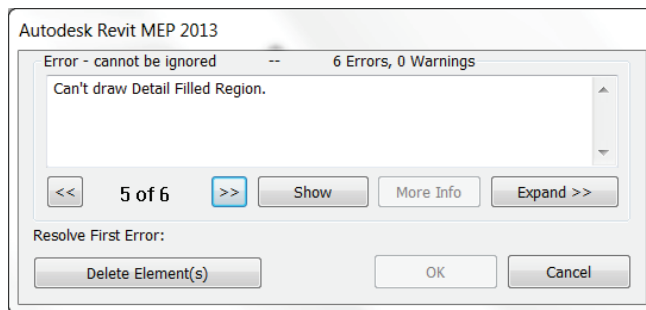 Autodesk Revit MEP 2013
Error - cannot be ignored -- 6 Errors, 0 Warnings
Can't draw Detail Filled Region.
<< 5 of 6 >> Show More Info Expand >>
Resolve First Error:
Delete Element(s) OK Cancel